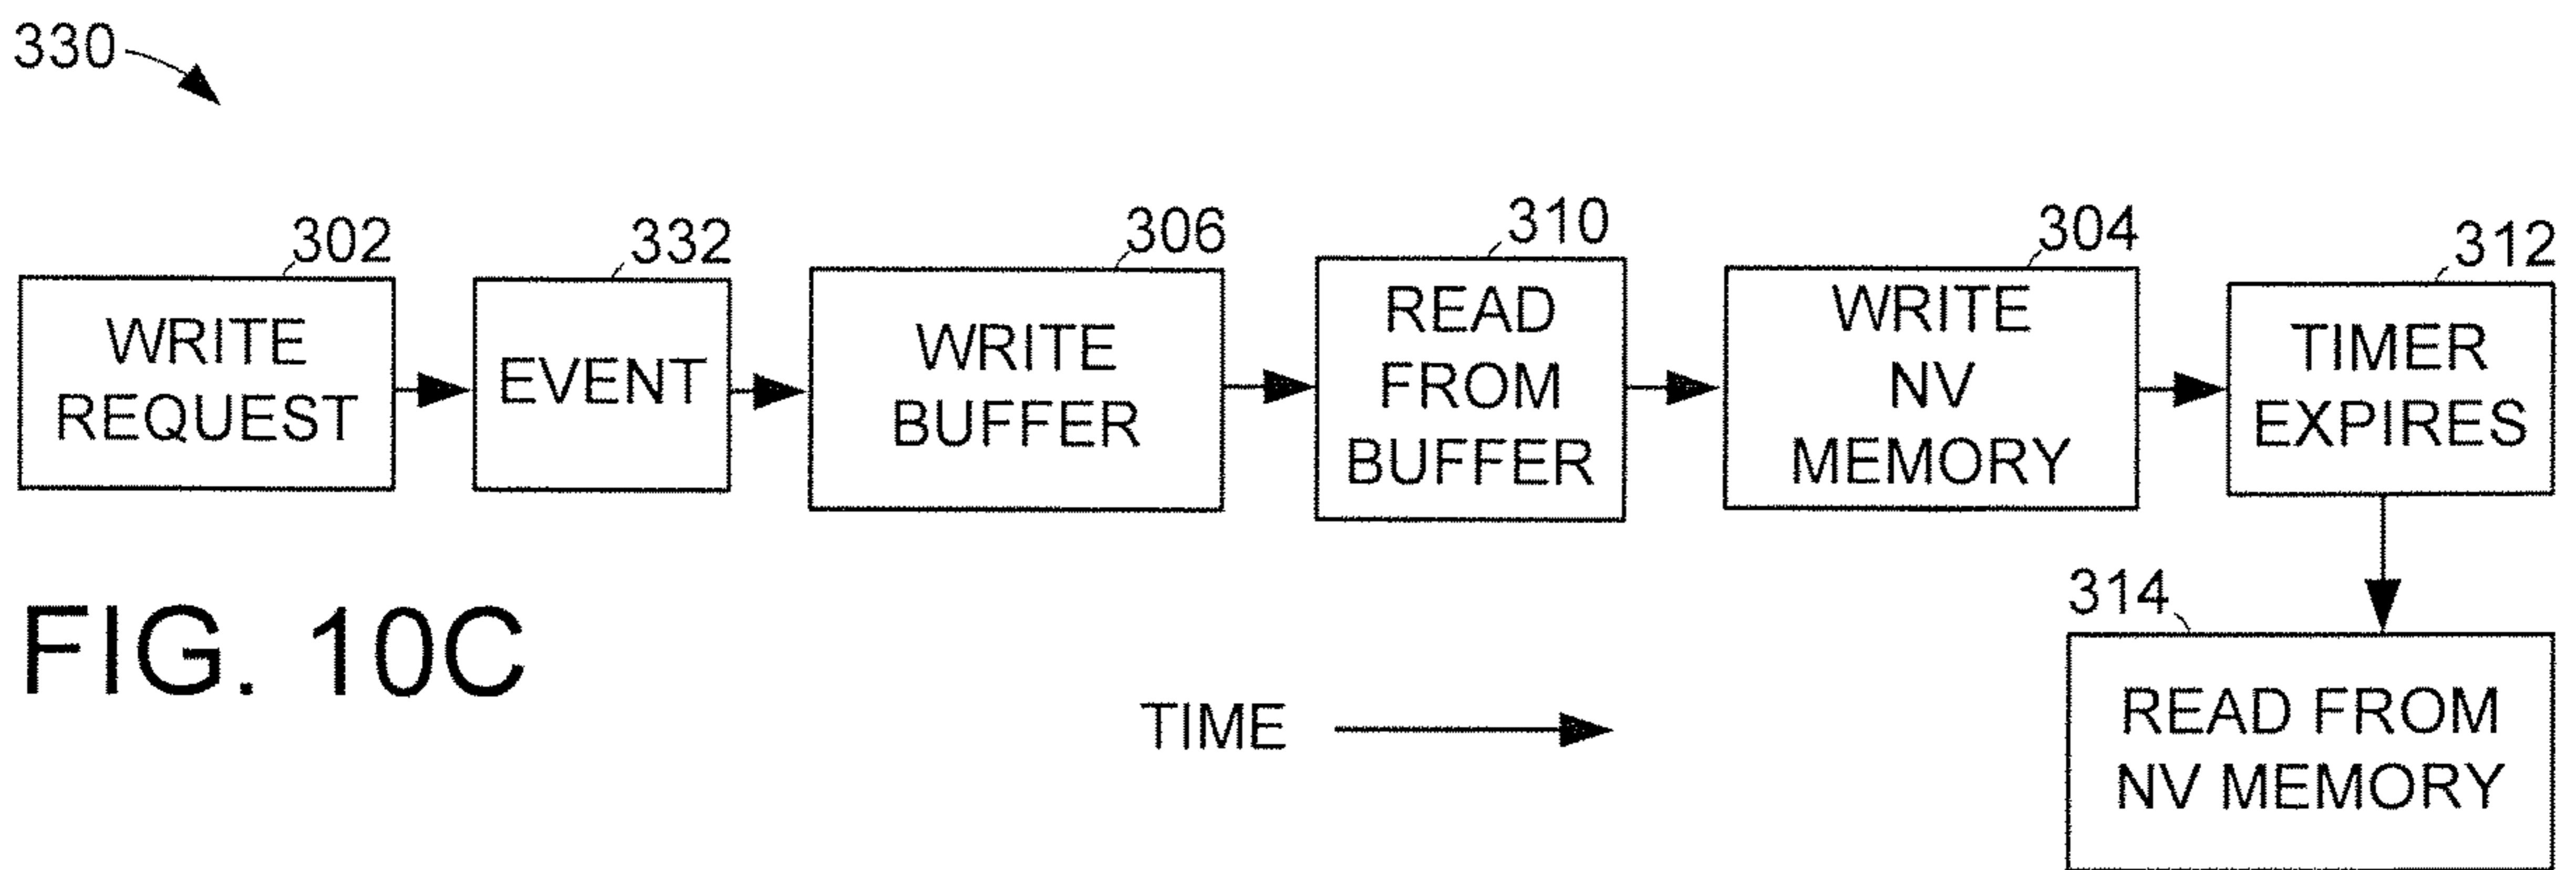 330
302
WRITE
REQUEST
332
EVENT
306
WRITE
BUFFER
310
READ
FROM
BUFFER
304
WRITE
NV
MEMORY
312
TIMER
EXPIRES
314
READ FROM
NV MEMORY
TIME
FIG. 10C